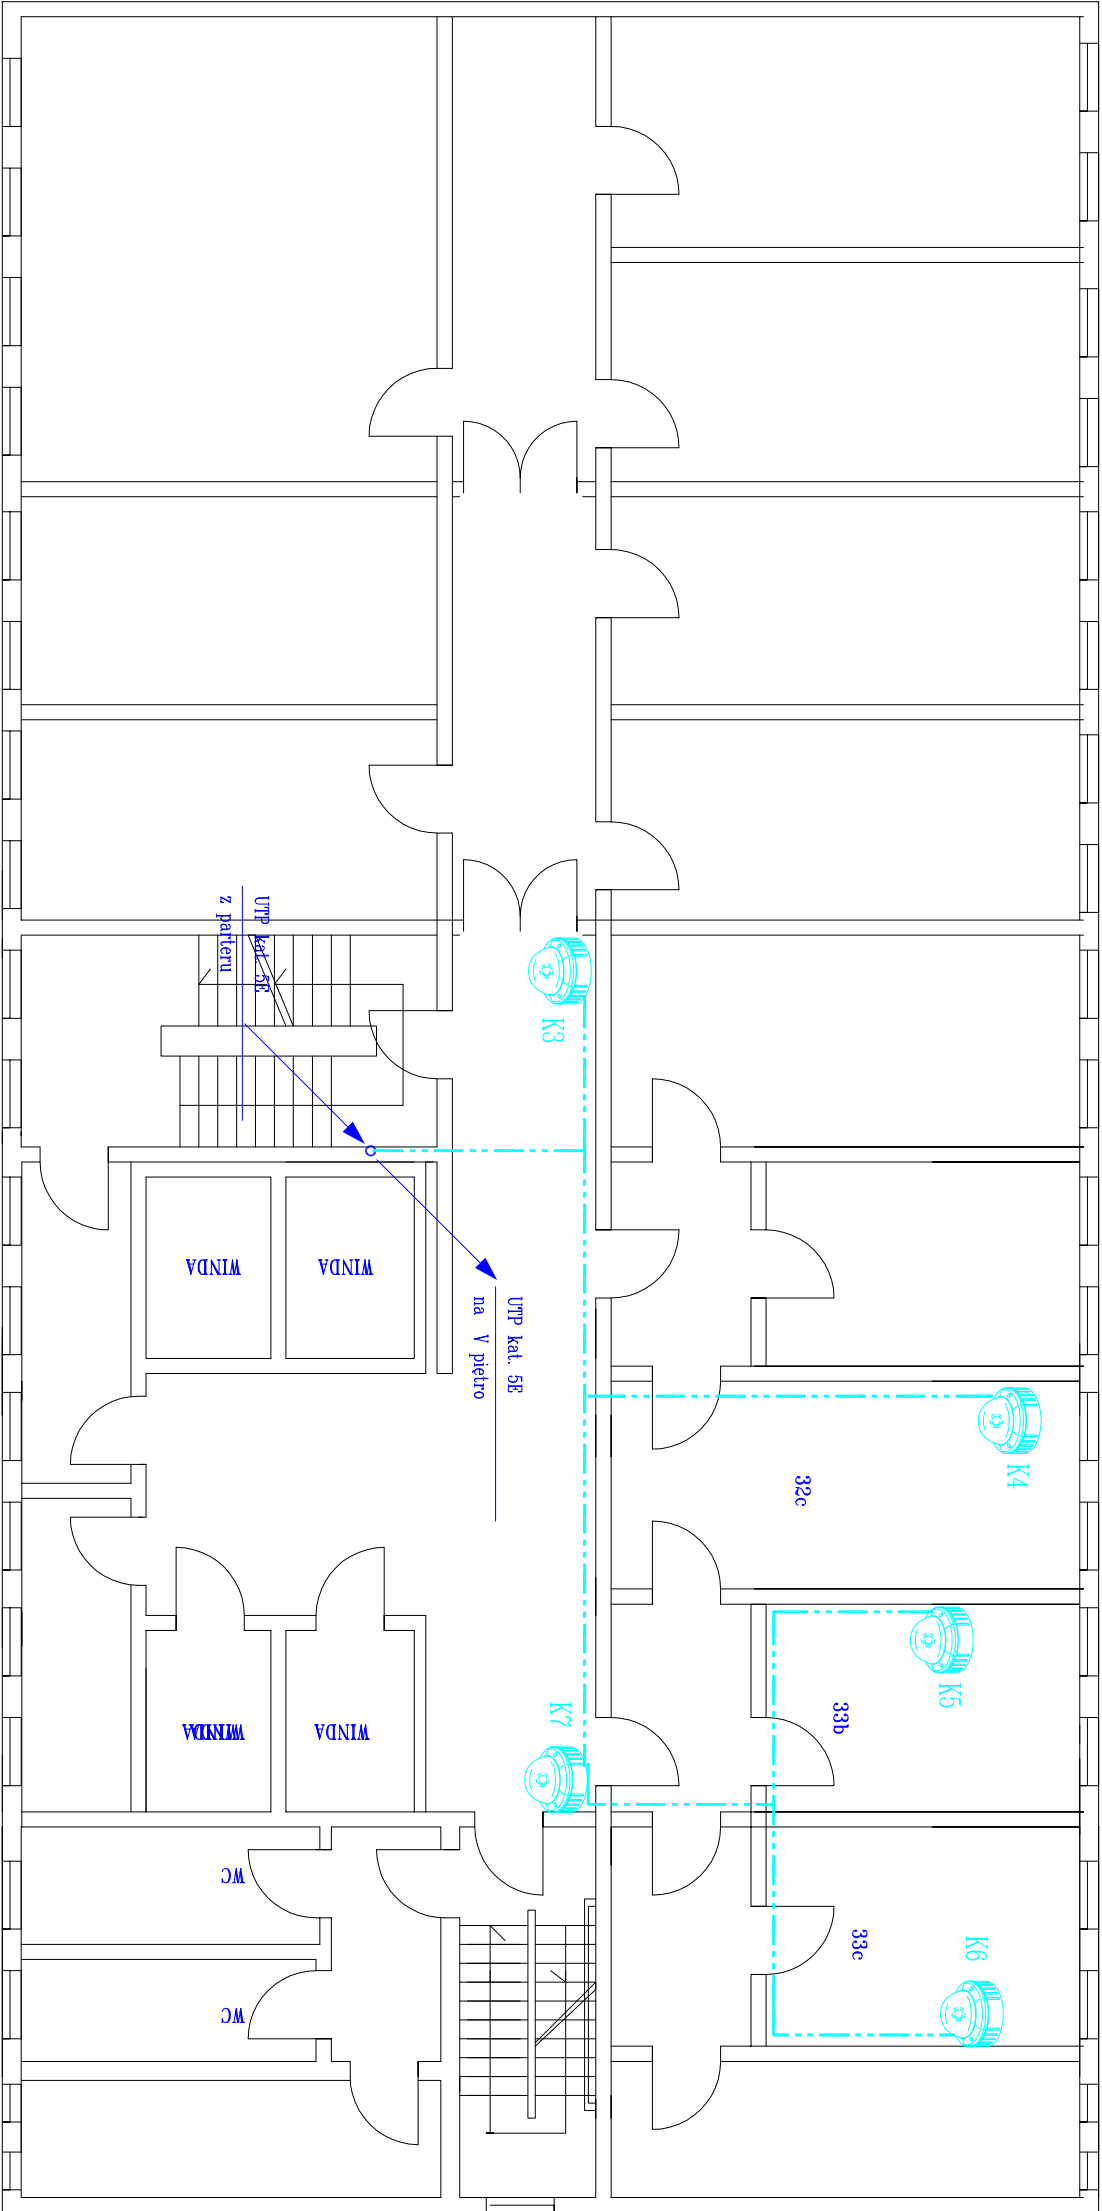 UTP kat. 5E
z parteru
K3
WINDA
WINDA
UTP kat. 5E
na V piętro
K4
32c
K5
33b
K7
WINDA
WINDA
WC
33c
K6
WC